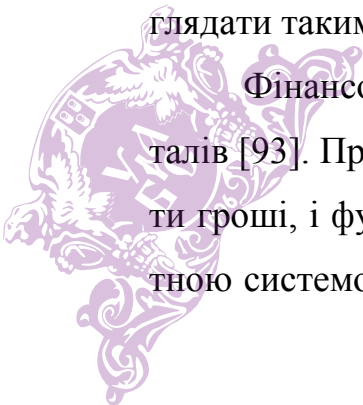 глядати таким
Фінансо
талів [93]. Пр
ти гроші, і фу
тною системо